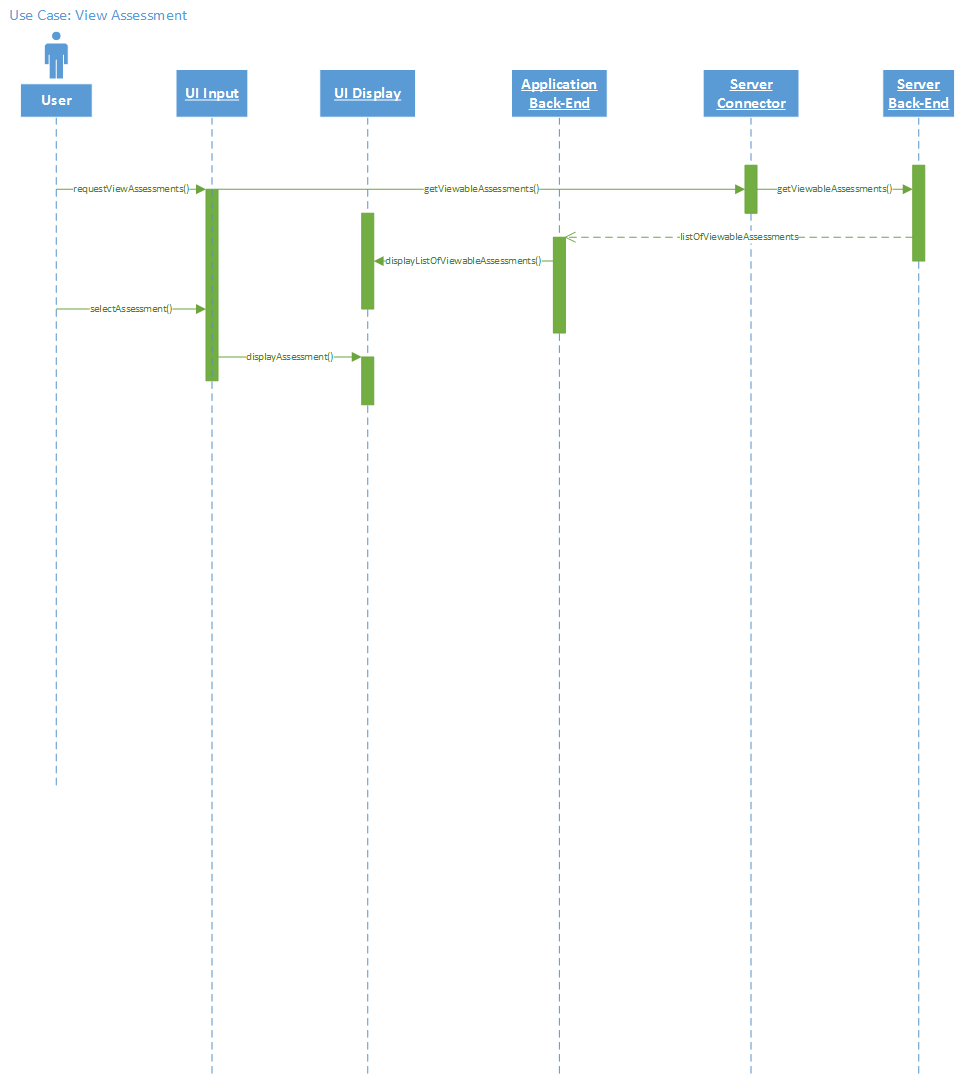 Use Case: View Assessment
User
UI Input
UI Display
Application
Back-End
Server
Connector
Server
Back-End
requestViewAssessments()
getViewableAssessments()
getViewableAssessments()
listOfViewableAssessments
displayListOfViewableAssessments()
selectAssessment()
displayAssessment()